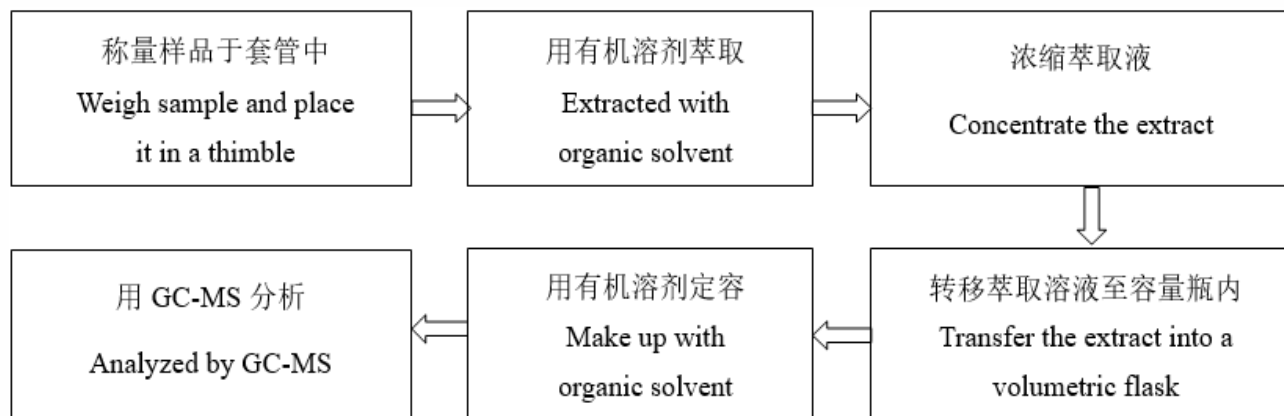 称量样品于套管中
Weigh sample and place
it in a thimble
用有机溶剂萃取
Extracted with
organic solvent
浓缩萃取液
Concentrate the extract
转移萃取溶液至容量瓶内
Transfer the extract into a
volumetric flask
用有机溶剂定容
Make up with
organic solvent
用 GC-MS 分析
Analyzed by GC-MS